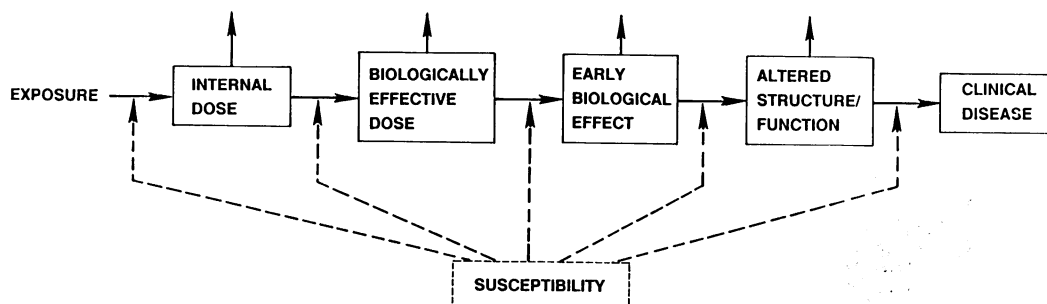 EXPOSURE
INTERNAL
DOSE
BIOLOGICALLY
EFFECTIVE
DOSE
EARLY
BIOLOGICAL
EFFECT
ALTERED
STRUCTURE/
FUNCTION
CLINICAL
DISEASE
SUSCEPTIBILITY